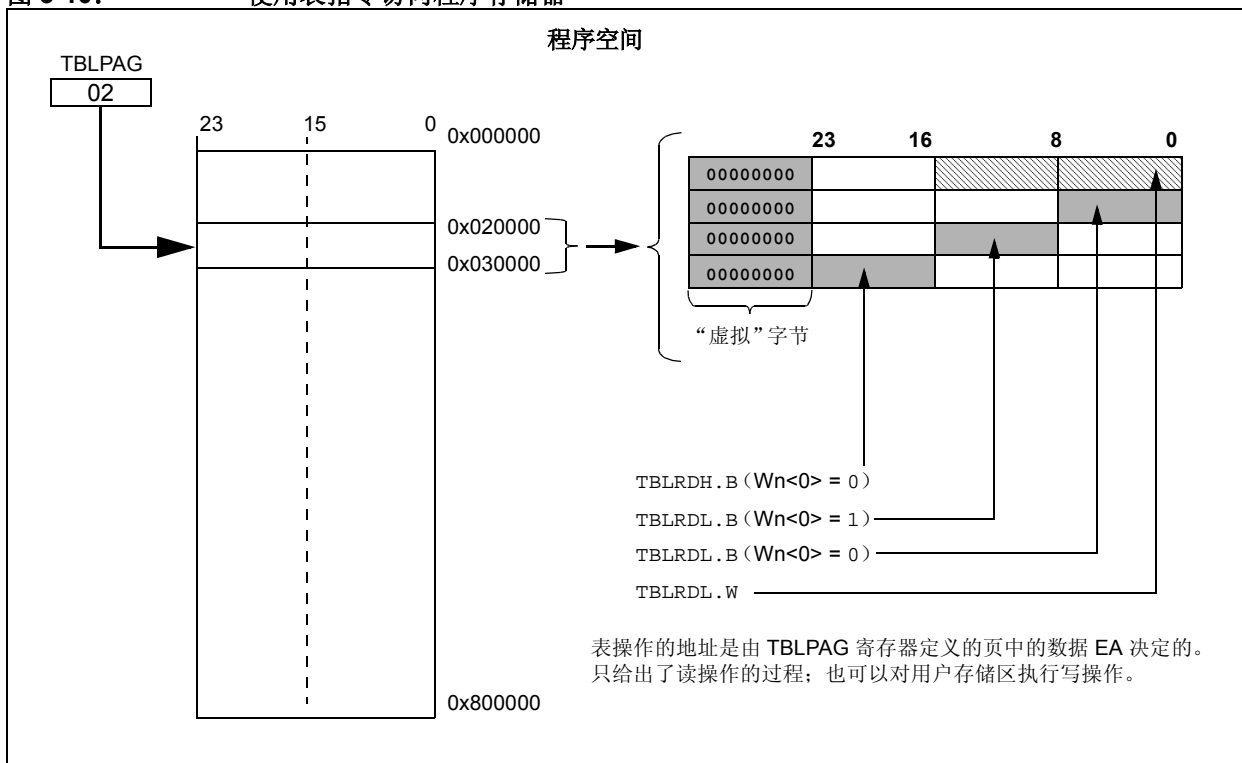 程序空间
TBLPAG
02
23 15 0
0x000000
0x020000
0x030000
0x800000
23 16 8 0
00000000
00000000
00000000
00000000
“虚拟”字节
TBLRDH.B（Wn<0> = 0）
TBLRDL.B（Wn<0> = 1）
TBLRDL.B（Wn<0> = 0）
TBLRDL.W
表操作的地址是由 TBLPAG 寄存器定义的页中的数据 EA 决定的。
只给出了读操作的过程；也可以对用户存储区执行写操作。